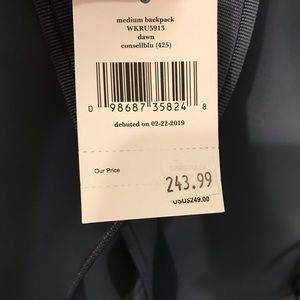 medium backpack
WKRU5913
dawn
consellblu (425)
0 98687 35824 8
debuted on 02-22-2019
Our Price
243.99
USD$249.00